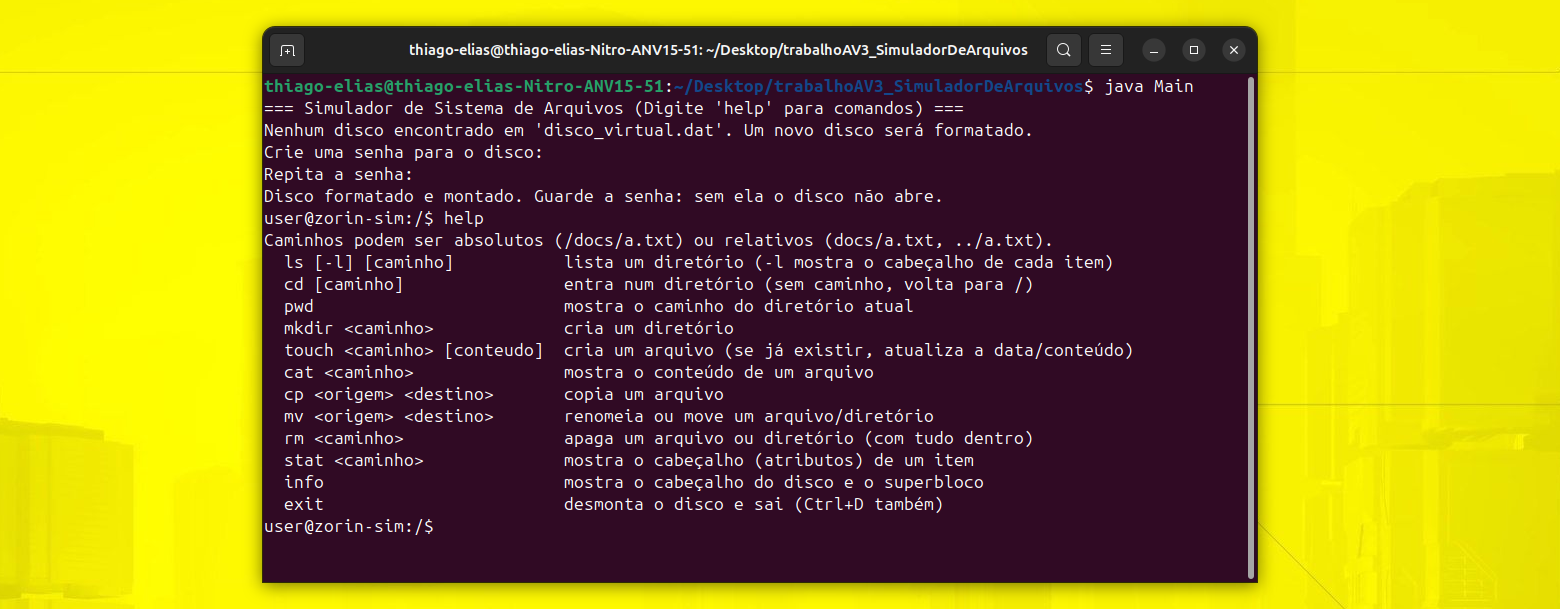 thiago-elias@thiago-elias-Nitro-ANV15-51: ~/Desktop/trabalhoAV3_SimuladorDeArquivos
thiago-elias@thiago-elias-Nitro-ANV15-51:~/Desktop/trabalhoAV3_SimuladorDeArquivos$ java Main
=== Simulador de Sistema de Arquivos (Digite 'help' para comandos) ===
Nenhum disco encontrado em 'disco_virtual.dat'. Um novo disco será formatado.
Crie uma senha para o disco:
Repita a senha:
Disco formatado e montado. Guarde a senha: sem ela o disco não abre.
user@zorin-sim:/$ help
Caminhos podem ser absolutos (/docs/a.txt) ou relativos (docs/a.txt, ../a.txt).
  ls [-l] [caminho]           lista um diretório (-l mostra o cabeçalho de cada item)
  cd [caminho]                entra num diretório (sem caminho, volta para /)
  pwd                         mostra o caminho do diretório atual
  mkdir <caminho>             cria um diretório
  touch <caminho> [conteudo]  cria um arquivo (se já existir, atualiza a data/conteúdo)
  cat <caminho>               mostra o conteúdo de um arquivo
  cp <origem> <destino>       copia um arquivo
  mv <origem> <destino>       renomeia ou move um arquivo/diretório
  rm <caminho>                apaga um arquivo ou diretório (com tudo dentro)
  stat <caminho>              mostra o cabeçalho (atributos) de um item
  info                        mostra o cabeçalho do disco e o superbloco
  exit                        desmonta o disco e sai (Ctrl+D também)
user@zorin-sim:/$